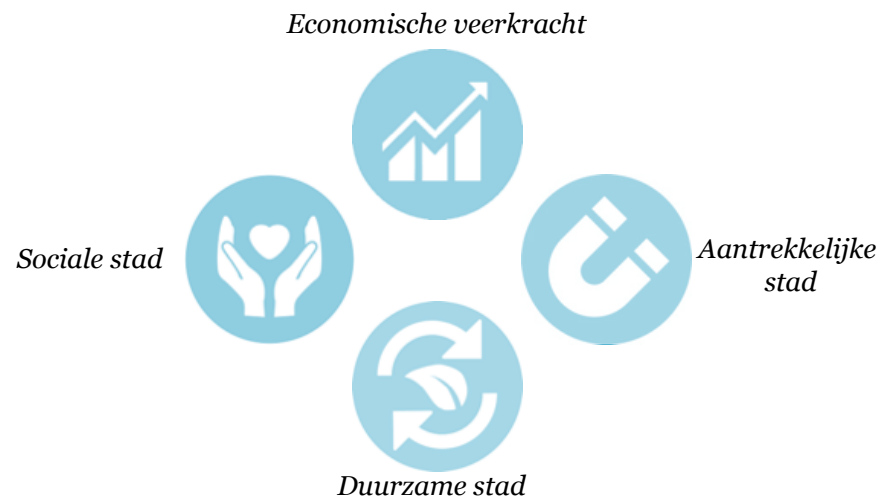 Economische veerkracht
Sociale stad
Aantrekkelijke
stad
Duurzame stad